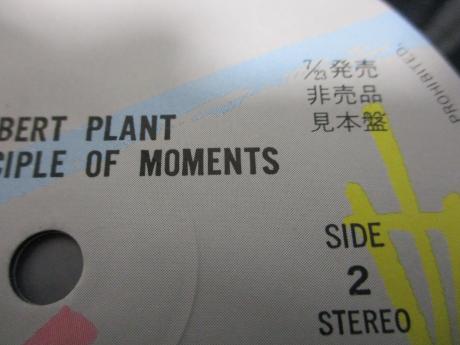 7/23発売
非売品
見本盤
PROHIBITED.
BERT PLANT
CIPLE OF MOMENTS
SIDE
2
STEREO